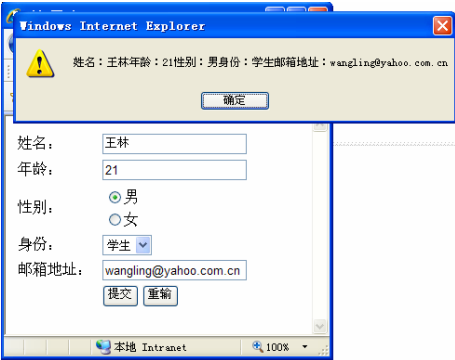 Windows Internet Explorer
姓名：王林年龄：21性别：男身份：学生邮箱地址：wangling@yahoo.com.cn
确定
姓名： 王林
年龄： 21
性别： 男
女
身份： 学生
邮箱地址： wangling@yahoo.com.cn
提交 重输
本地 Intranet 100%